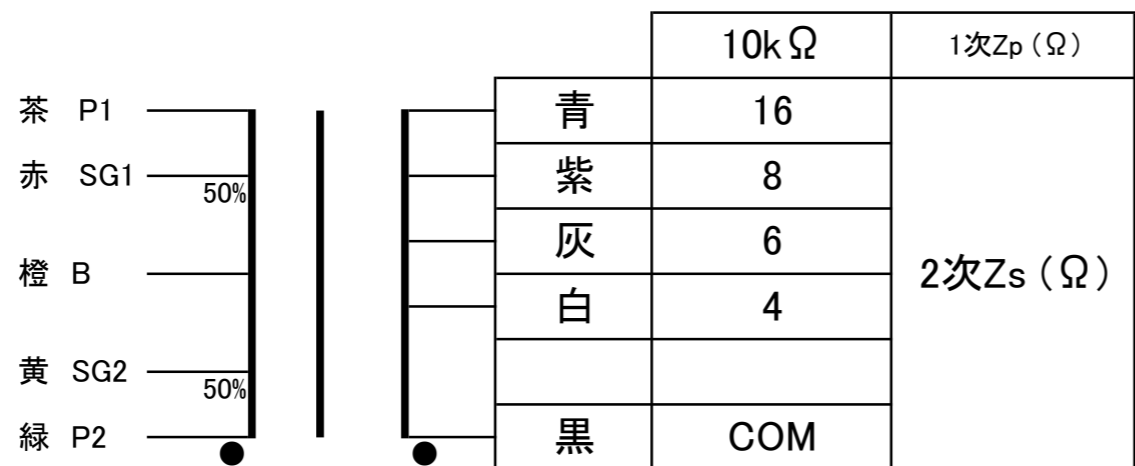 10kΩ 1次Zp（Ω）
茶 P1 青 16
赤 SG1 50% 紫 8
灰 6
橙 B 2次Zs（Ω）
白 4
黄 SG2 50%
緑 P2 黒 COM